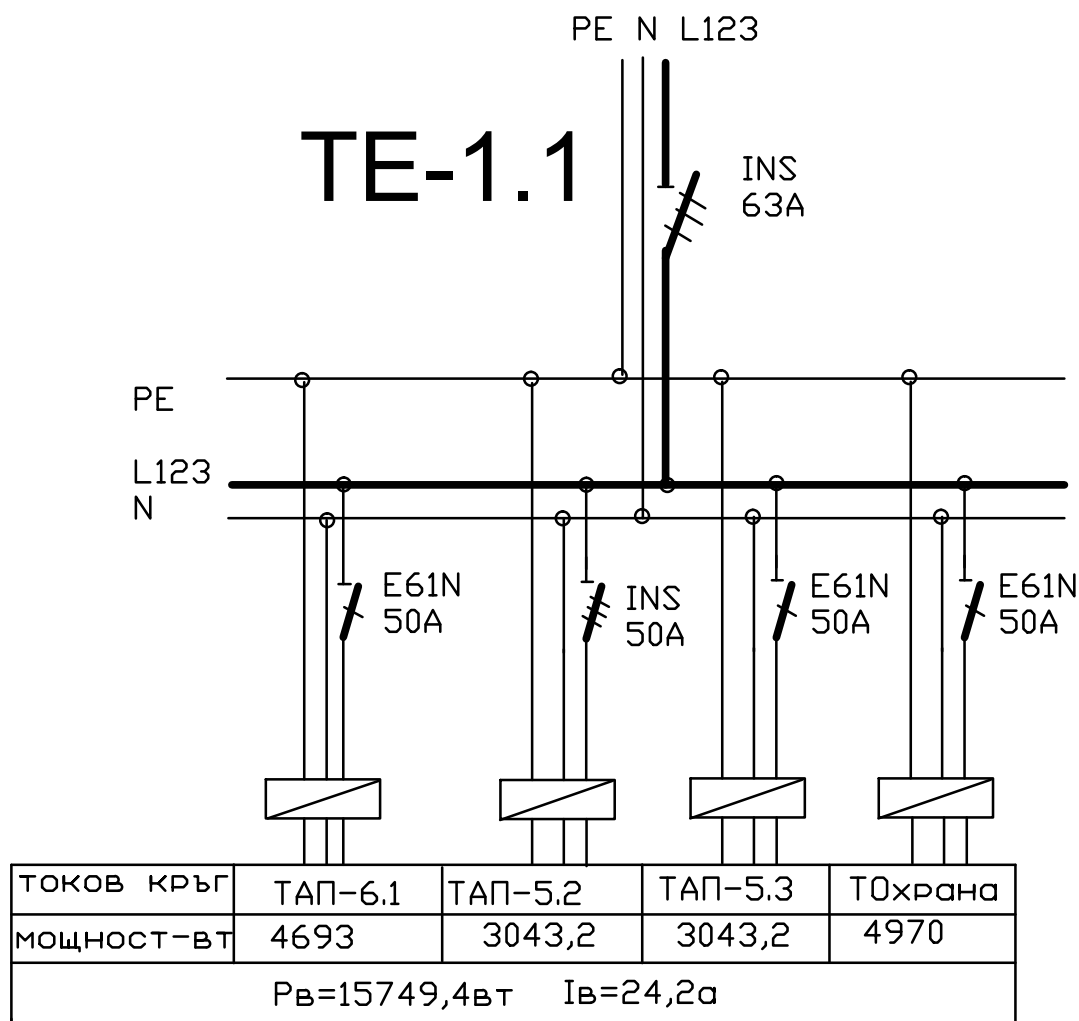 PE N L123
TE-1.1
INS
63A
PE
L123
N
E61N
50A
INS
50A
E61N
50A
E61N
50A
ТОКОВ КРЪГ ТАП-6.1 ТАП-5.2 ТАП-5.3 ТОхрана
МОЩНОСТ-ВТ 4693 3043,2 3043,2 4970
Рв=15749,4вт Iв=24,2а